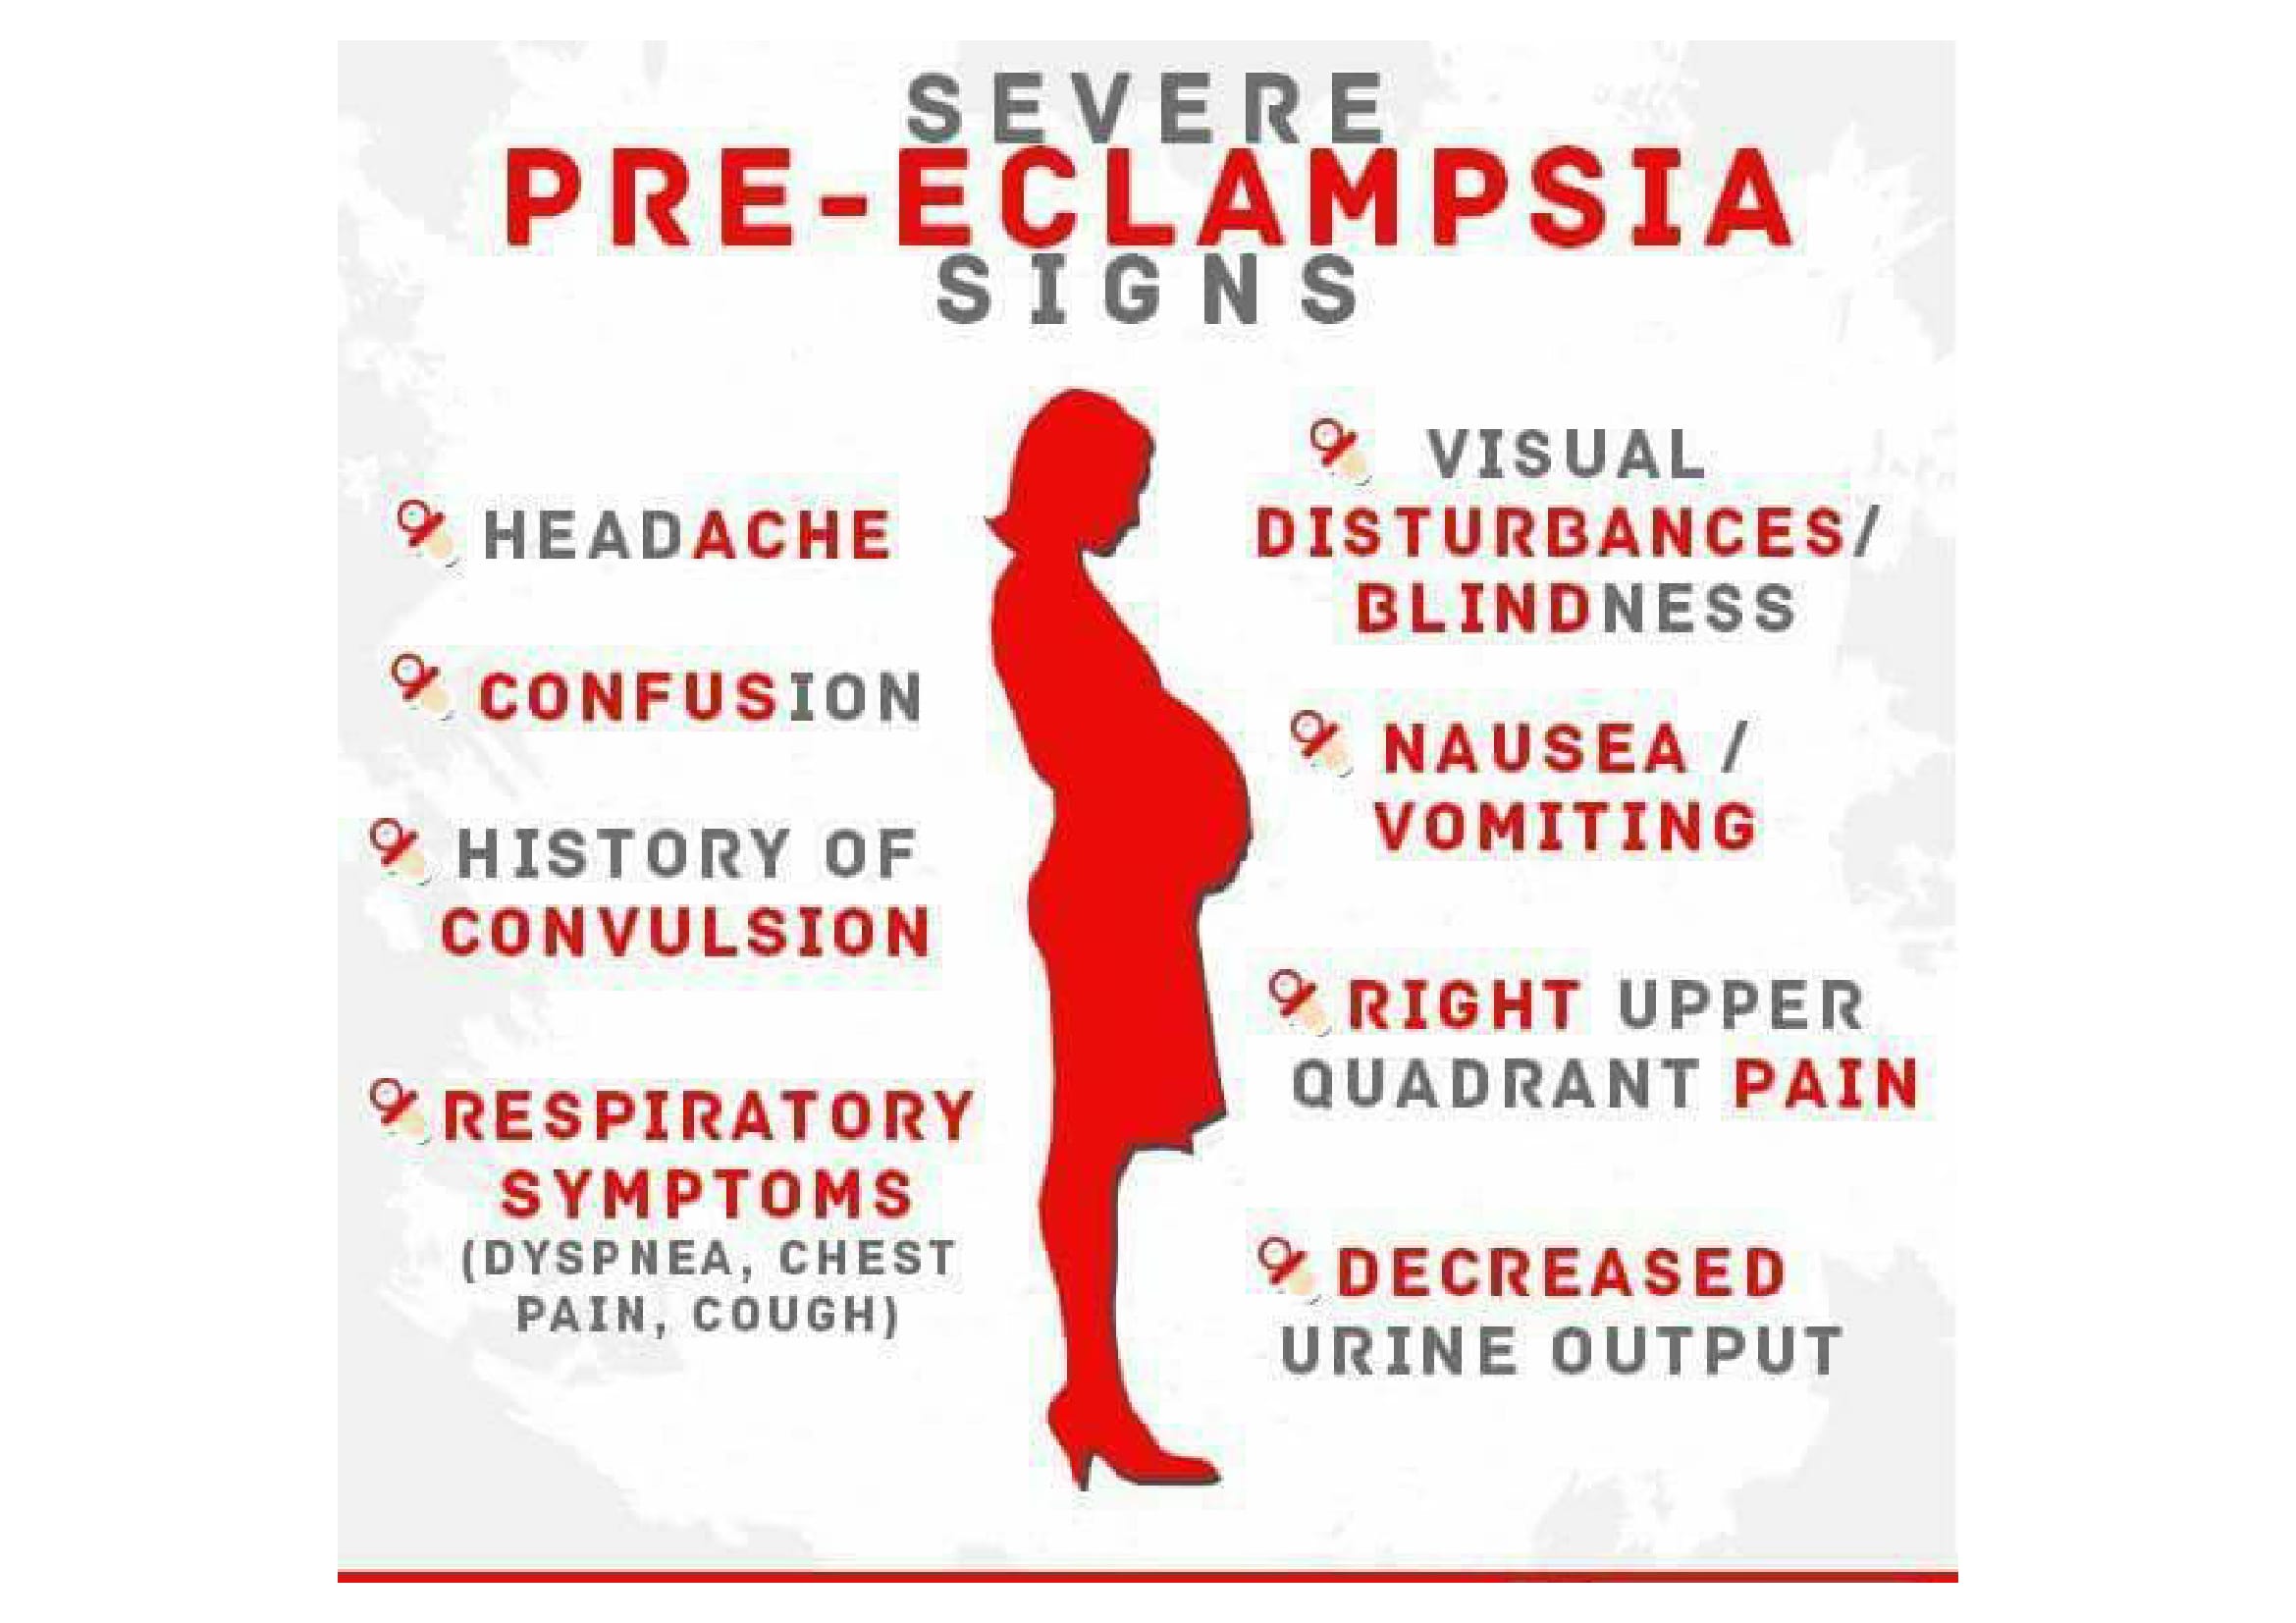 SEVERE
PRE-ECLAMPSIA
SIGNS
HEADACHE
CONFUSION
HISTORY OF
CONVULSION
RESPIRATORY
SYMPTOMS
(DYSPNEA, CHEST
PAIN, COUGH)
VISUAL
DISTURBANCES/
BLINDNESS
NAUSEA /
VOMITING
RIGHT UPPER
QUADRANT PAIN
DECREASED
URINE OUTPUT